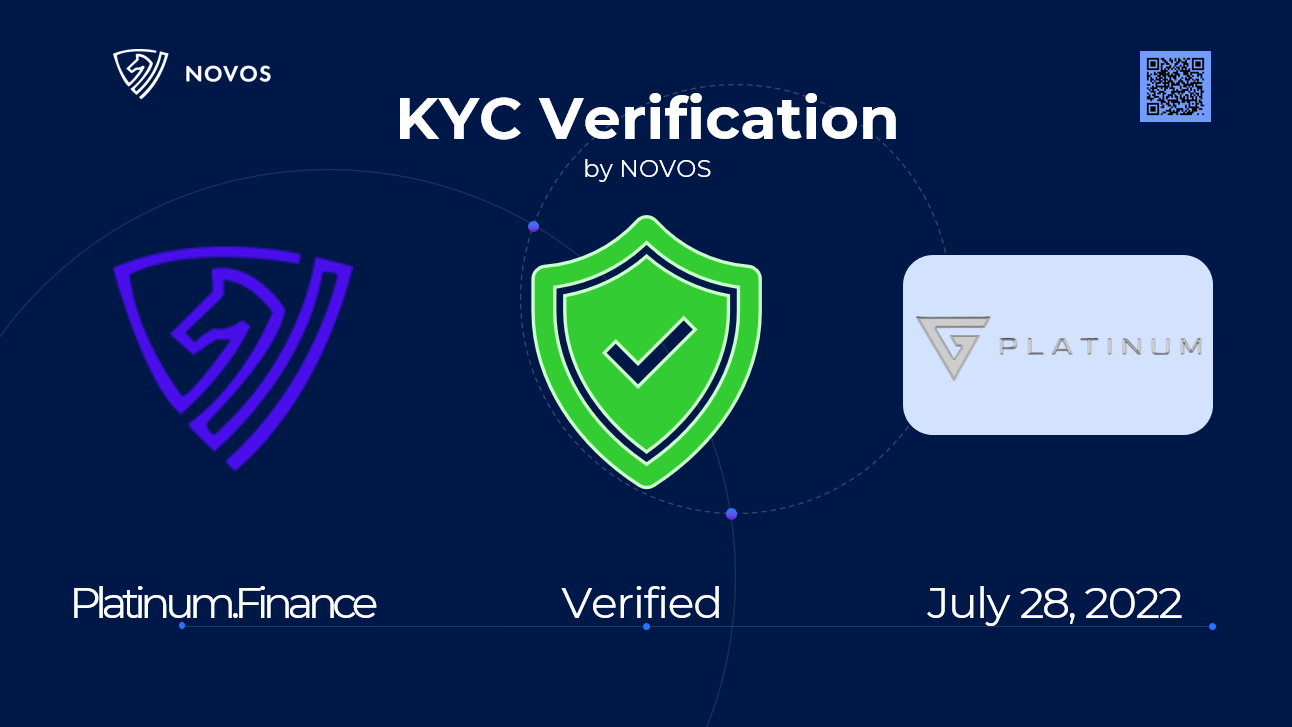 NOVOS
KYC Verification
by NOVOS
PLATINUM
Platinum.Finance
Verified
July 28, 2022